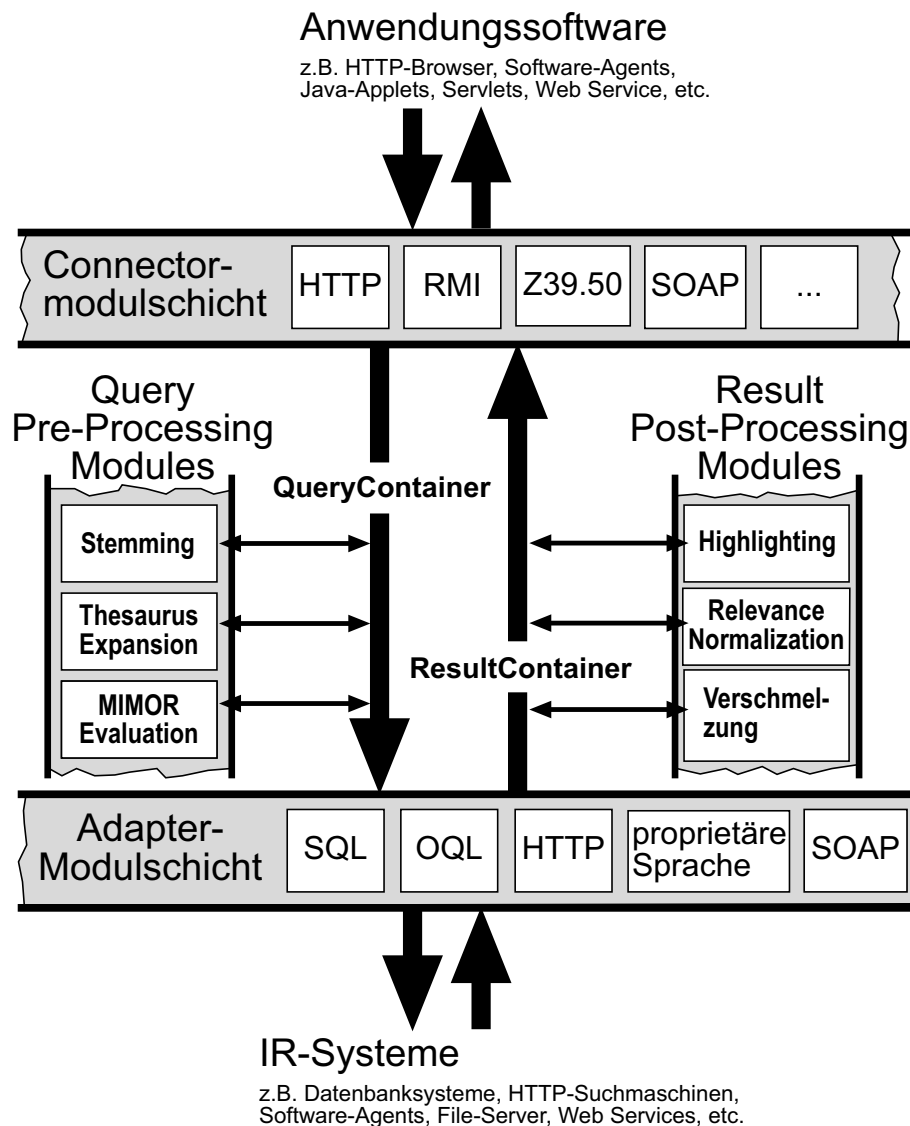 Anwendungssoftware
z.B. HTTP-Browser, Software-Agents,
Java-Applets, Servlets, Web Service, etc.
Connector-
modulschicht
HTTP
RMI
Z39.50
SOAP
...
Query
Pre-Processing
Modules
Result
Post-Processing
Modules
QueryContainer
Stemming
Thesaurus
Expansion
MIMOR
Evaluation
Highlighting
Relevance
Normalization
ResultContainer
Verschmel-
zung
Adapter-
Modulschicht
SQL
OQL
HTTP
proprietäre
Sprache
SOAP
IR-Systeme
z.B. Datenbanksysteme, HTTP-Suchmaschinen,
Software-Agents, File-Server, Web Services, etc.